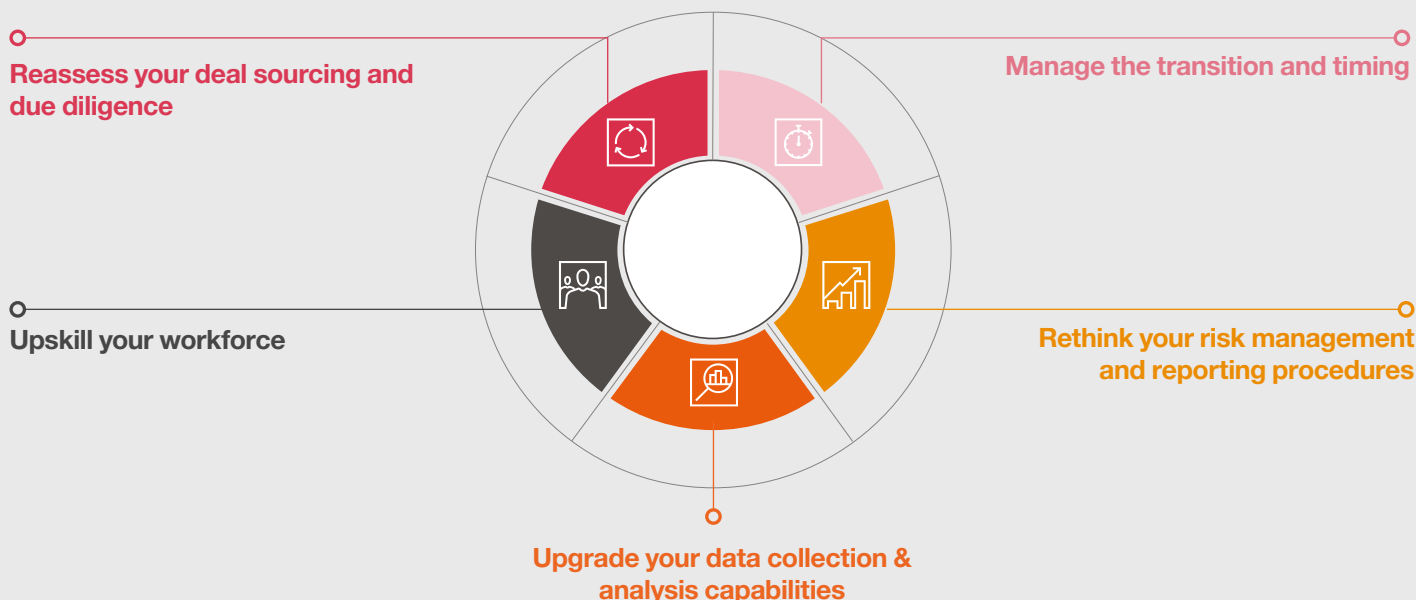 Reassess your deal sourcing and
due diligence
Manage the transition and timing
Upskill your workforce
Rethink your risk management
and reporting procedures
Upgrade your data collection &
analysis capabilities